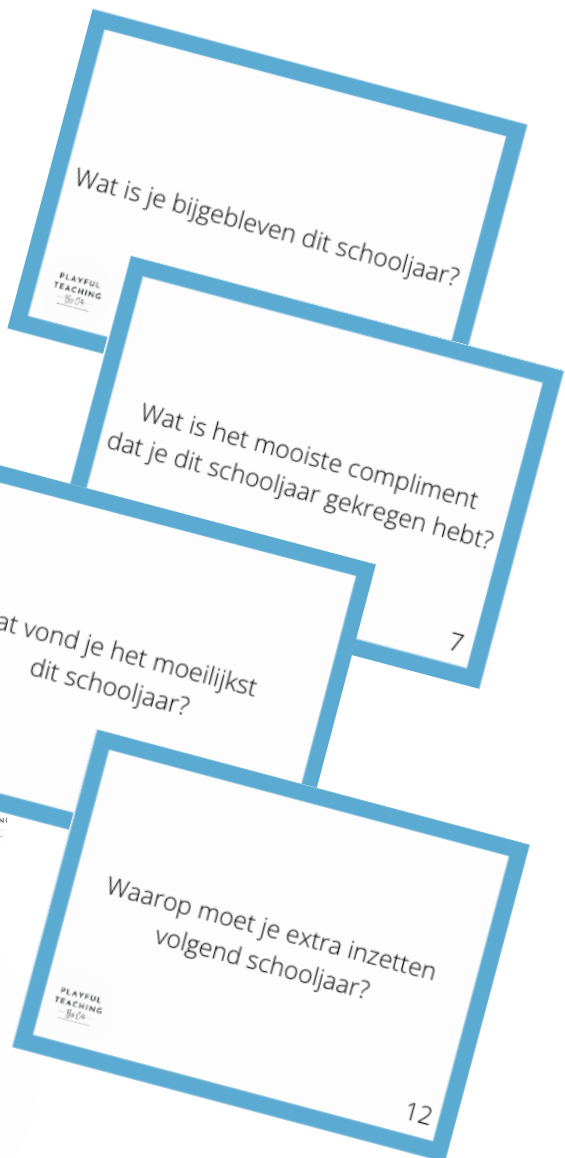 Wat is je bijgebleven dit schooljaar?
PLAYFUL
TEACHING
Wat is het mooiste compliment
dat je dit schooljaar gekregen hebt?
7
at vond je het moeilijkst
dit schooljaar?
Waarop moet je extra inzetten
volgend schooljaar?
PLAYFUL
TEACHING
12